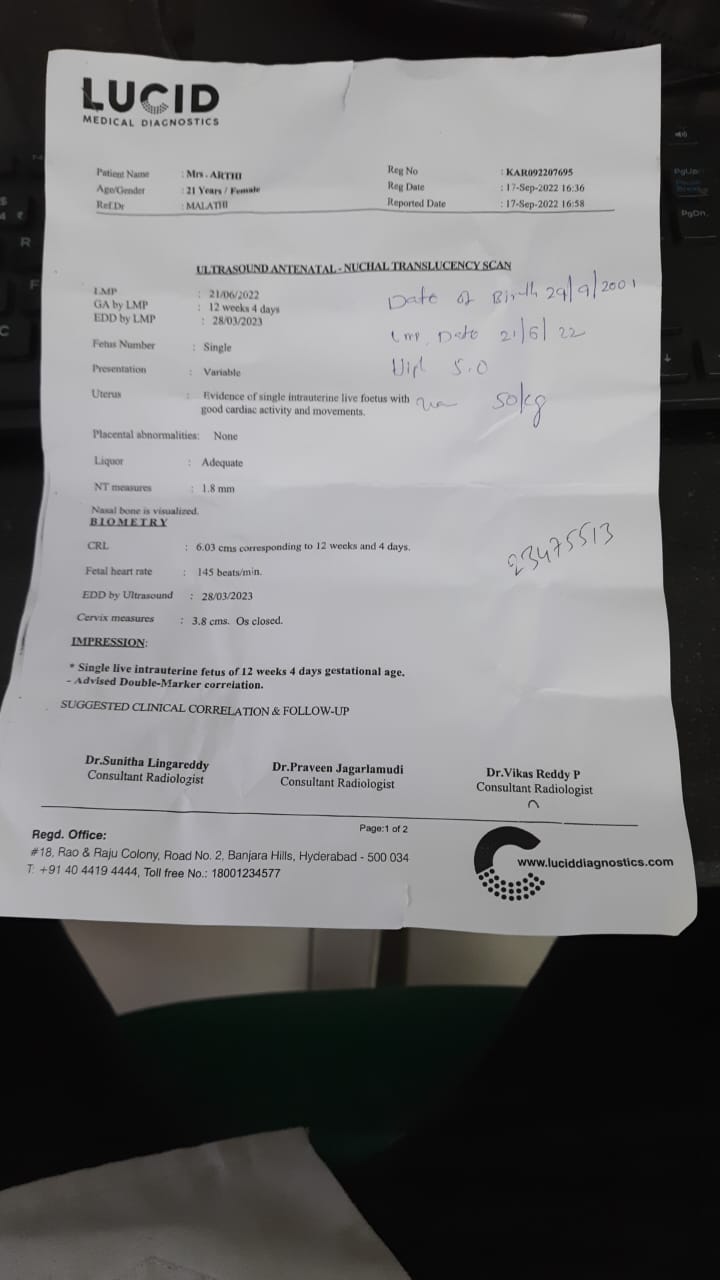 LUCID
MEDICAL DIAGNOSTICS
Patient Name : Mrs. ARTHI
Age/Gender : 21 Years / Female
Ref.Dr : MALATHI
Reg No : KAR092207695
Reg Date : 17-Sep-2022 16:36
Reported Date : 17-Sep-2022 16:58
ULTRASOUND ANTENATAL - NUCHAL TRANSLUCENCY SCAN
LMP : 21/06/2022
GA by LMP : 12 weeks 4 days
EDD by LMP : 28/03/2023
Date of Birth 29/9/2001
Lmp Date 21/6/22
5.0
50kg
Fetus Number : Single
Presentation : Variable
Uterus : Evidence of single intrauterine live foetus with
good cardiac activity and movements.
Placental abnormalities: None
Liquor : Adequate
NT measures : 1.8 mm
Nasal bone is visualized.
BIOMETRY
CRL : 6.03 cms corresponding to 12 weeks and 4 days.
23475513
Fetal heart rate : 145 beats/min.
EDD by Ultrasound : 28/03/2023
Cervix measures : 3.8 cms. Os closed.
IMPRESSION:
* Single live intrauterine fetus of 12 weeks 4 days gestational age.
- Advised Double-Marker correlation.
SUGGESTED CLINICAL CORRELATION & FOLLOW-UP
Dr.Sunitha Lingareddy
Consultant Radiologist
Dr.Praveen Jagarlamudi
Consultant Radiologist
Dr.Vikas Reddy P
Consultant Radiologist
Page:1 of 2
Regd. Office:
#18, Rao & Raju Colony, Road No. 2, Banjara Hills, Hyderabad - 500 034
T: +91 40 4419 4444, Toll free No.: 18001234577
www.luciddiagnostics.com
PgUp
PgDn
R
F
C